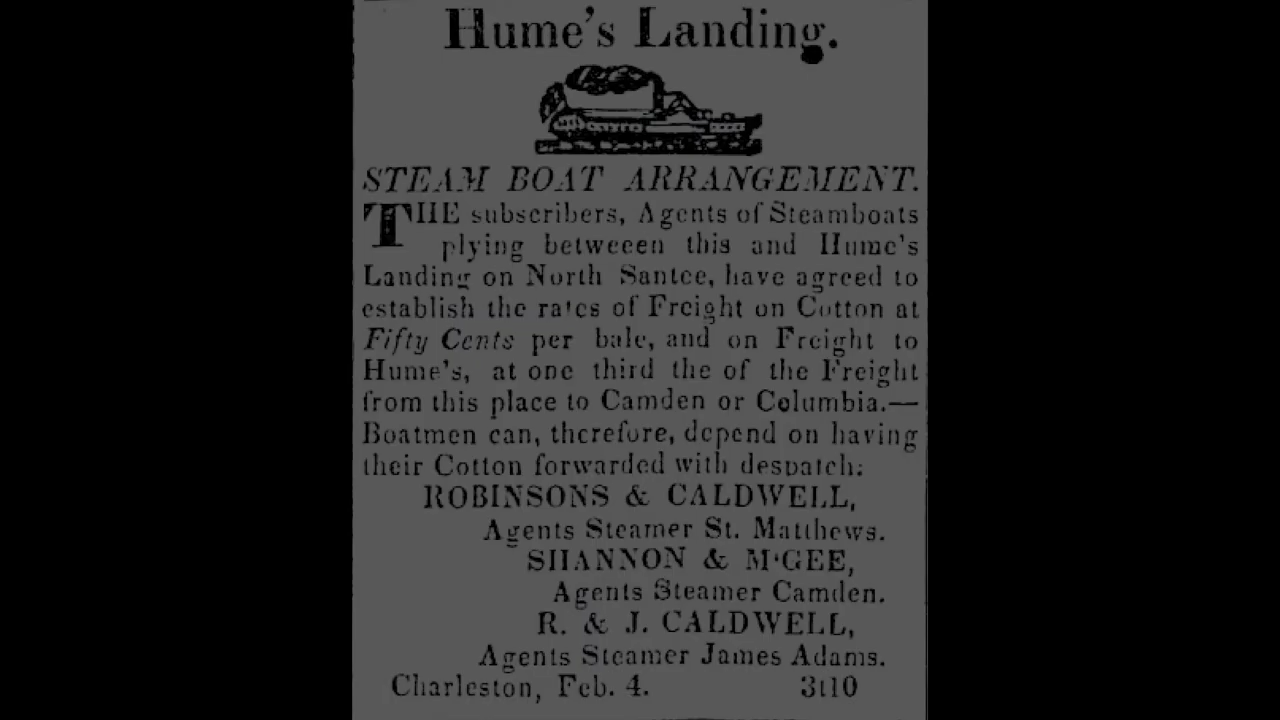 Hume's Landing.
STEAM BOAT ARRANGEMENT.
THE subscribers, Agents of Steamboats
plying betweeen this and Hume's
Landing on North Santee, have agreed to
establish the rates of Freight on Cotton at
Fifty Cents per bale, and on Freight to
Hume's, at one third the of the Freight
from this place to Camden or Columbia.—
Boatmen can, therefore, depend on having
their Cotton forwarded with despatch:
ROBINSONS & CALDWELL,
Agents Steamer St. Matthews.
SHANNON & M'GEE,
Agents Steamer Camden.
R. & J. CALDWELL,
Agents Steamer James Adams.
Charleston, Feb. 4. 3t10